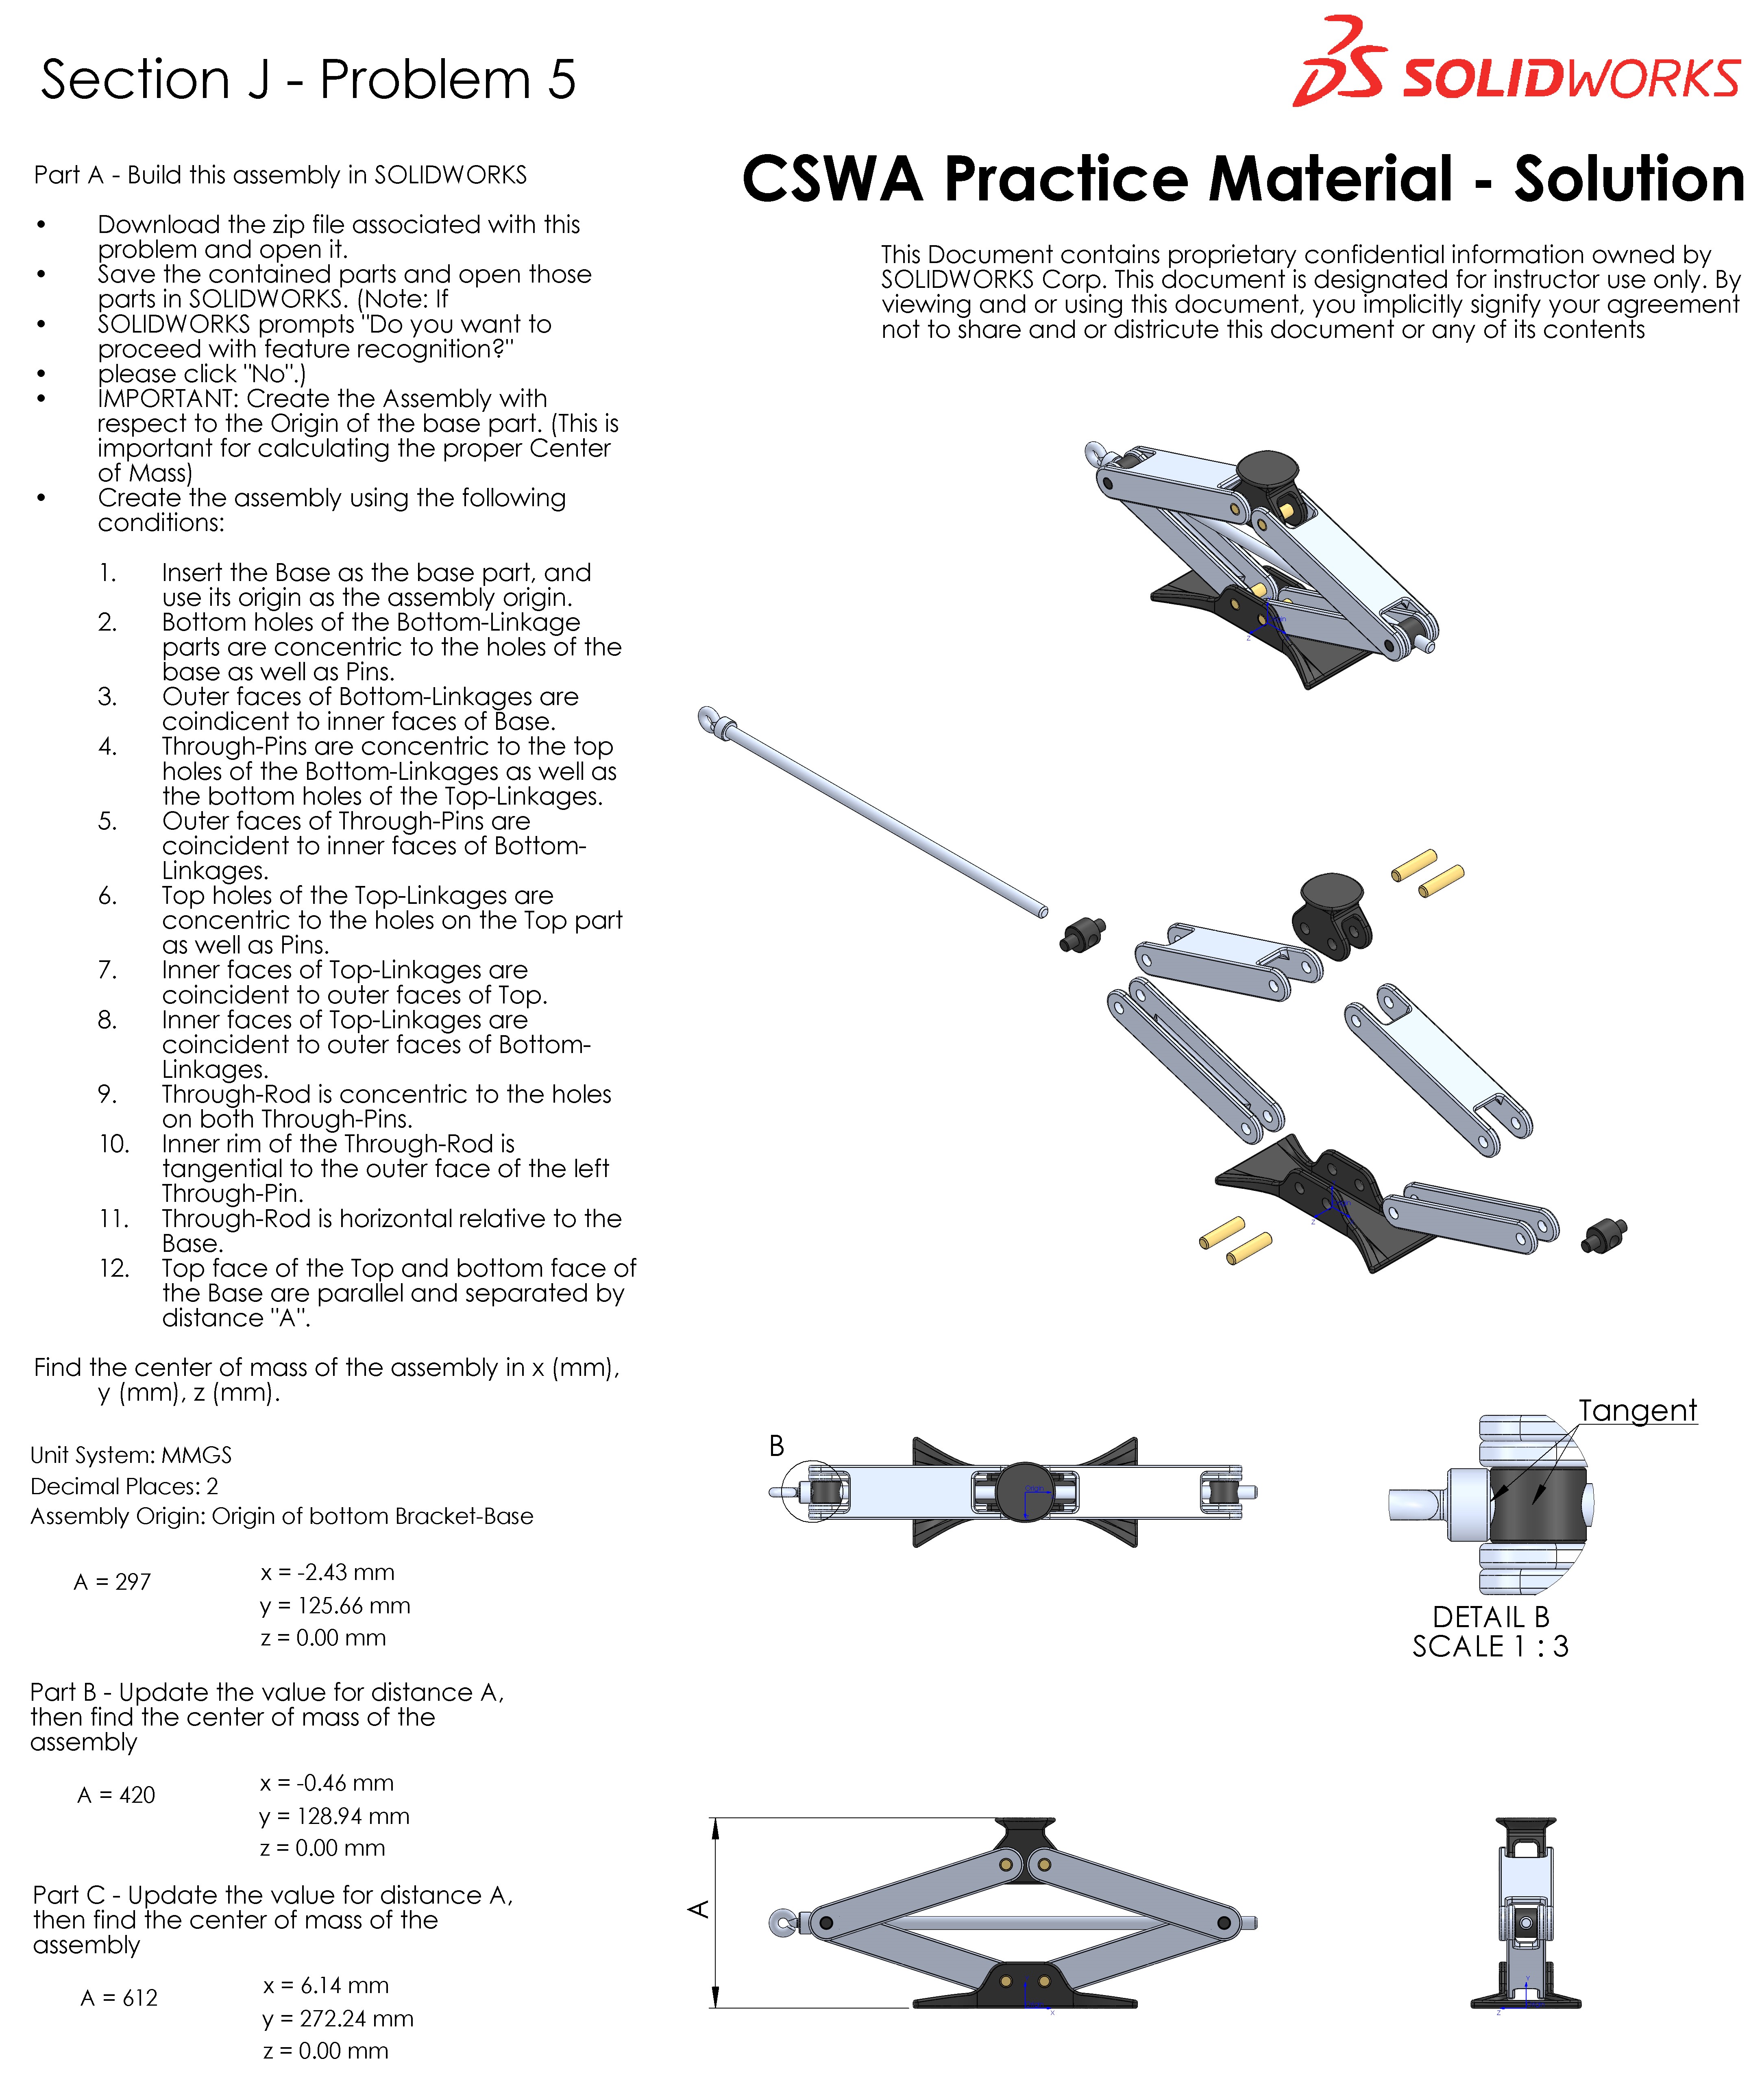 Section J - Problem 5
SOLIDWORKS
CSWA Practice Material - Solution
This Document contains proprietary confidential information owned by
SOLIDWORKS Corp. This document is designated for instructor use only. By
viewing and or using this document, you implicitly signify your agreement
not to share and or districute this document or any of its contents
Part A - Build this assembly in SOLIDWORKS
• Download the zip file associated with this
problem and open it.
• Save the contained parts and open those
parts in SOLIDWORKS. (Note: If
• SOLIDWORKS prompts "Do you want to
proceed with feature recognition?"
• please click "No".)
• IMPORTANT: Create the Assembly with
respect to the Origin of the base part. (This is
important for calculating the proper Center
of Mass)
• Create the assembly using the following
conditions:
1. Insert the Base as the base part, and
use its origin as the assembly origin.
2. Bottom holes of the Bottom-Linkage
parts are concentric to the holes of the
base as well as Pins.
3. Outer faces of Bottom-Linkages are
coindicent to inner faces of Base.
4. Through-Pins are concentric to the top
holes of the Bottom-Linkages as well as
the bottom holes of the Top-Linkages.
5. Outer faces of Through-Pins are
coincident to inner faces of Bottom-
Linkages.
6. Top holes of the Top-Linkages are
concentric to the holes on the Top part
as well as Pins.
7. Inner faces of Top-Linkages are
coincident to outer faces of Top.
8. Inner faces of Top-Linkages are
coincident to outer faces of Bottom-
Linkages.
9. Through-Rod is concentric to the holes
on both Through-Pins.
10. Inner rim of the Through-Rod is
tangential to the outer face of the left
Through-Pin.
11. Through-Rod is horizontal relative to the
Base.
12. Top face of the Top and bottom face of
the Base are parallel and separated by
distance "A".
Find the center of mass of the assembly in x (mm),
y (mm), z (mm).
Unit System: MMGS
Decimal Places: 2
Assembly Origin: Origin of bottom Bracket-Base
A = 297
x = -2.43 mm
y = 125.66 mm
z = 0.00 mm
Part B - Update the value for distance A,
then find the center of mass of the
assembly
A = 420
x = -0.46 mm
y = 128.94 mm
z = 0.00 mm
Part C - Update the value for distance A,
then find the center of mass of the
assembly
A = 612
x = 6.14 mm
y = 272.24 mm
z = 0.00 mm
B
Tangent
DETAIL B
SCALE 1 : 3
A